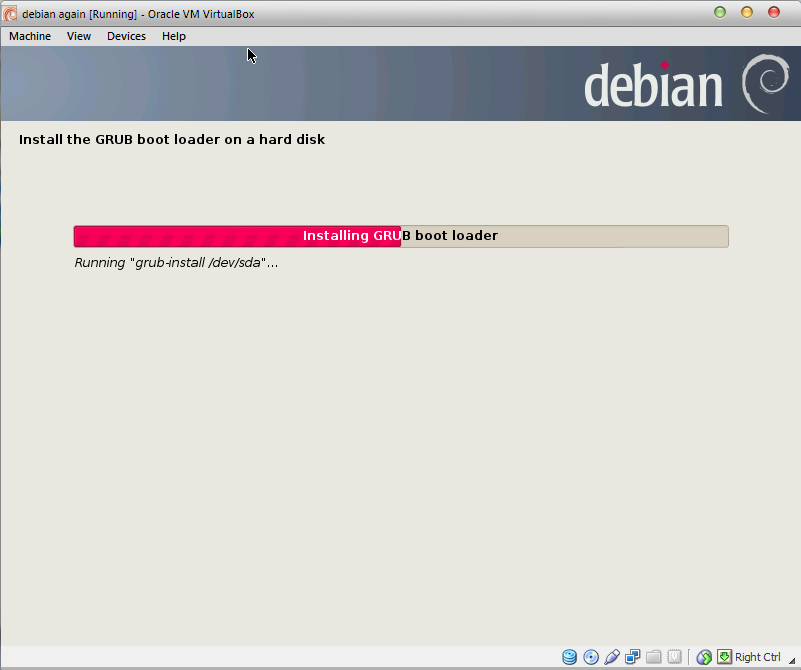 debian again [Running] - Oracle VM VirtualBox
Machine View Devices Help
debian
Install the GRUB boot loader on a hard disk
Installing GRUB boot loader
Running "grub-install /dev/sda"...
Right Ctrl